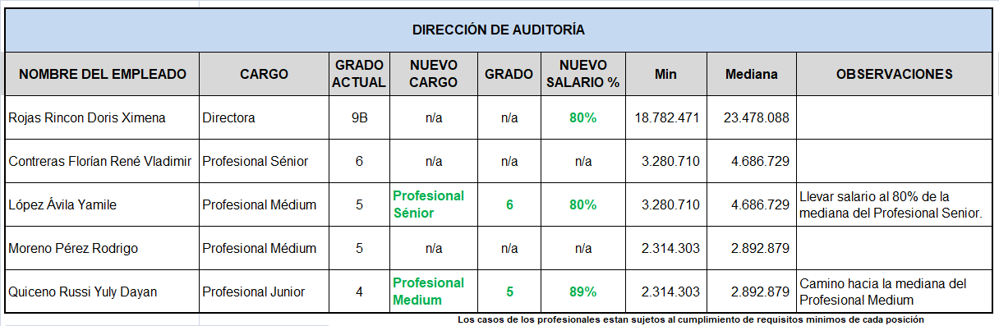 DIRECCIÓN DE AUDITORÍA
NOMBRE DEL EMPLEADO CARGO GRADO ACTUAL NUEVO CARGO GRADO NUEVO SALARIO % Min Mediana OBSERVACIONES
Rojas Rincon Doris Ximena Directora 9B n/a n/a 80% 18.782.471 23.478.088
Contreras Florían René Vladimir Profesional Sénior 6 n/a n/a n/a 3.280.710 4.686.729
López Ávila Yamile Profesional Médium 5 Profesional Sénior 6 80% 3.280.710 4.686.729 Llevar salario al 80% de la mediana del Profesional Senior.
Moreno Pérez Rodrigo Profesional Médium 5 n/a n/a n/a 2.314.303 2.892.879
Quiceno Russi Yuly Dayan Profesional Junior 4 Profesional Medium 5 89% 2.314.303 2.892.879 Camino hacia la mediana del Profesional Medium
Los casos de los profesionales estan sujetos al cumplimiento de requisitos minimos de cada posición